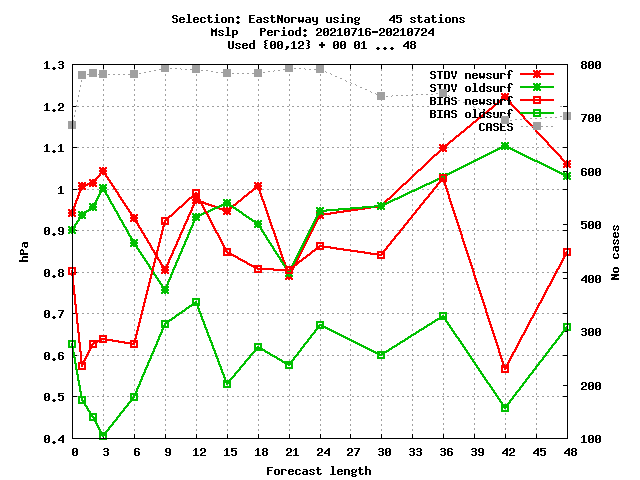 Selection: EastNorway using    45 stations
Mslp   Period: 20210716-20210724
Used {00,12} + 00 01 ... 48
1.3
1.2
1.1
1
0.9
0.8
0.7
0.6
0.5
0.4
hPa
STDV newsurf
STDV oldsurf
BIAS newsurf
BIAS oldsurf
CASES
800
700
600
500
400
300
200
100
No cases
0 3 6 9 12 15 18 21 24 27 30 33 36 39 42 45 48
Forecast length